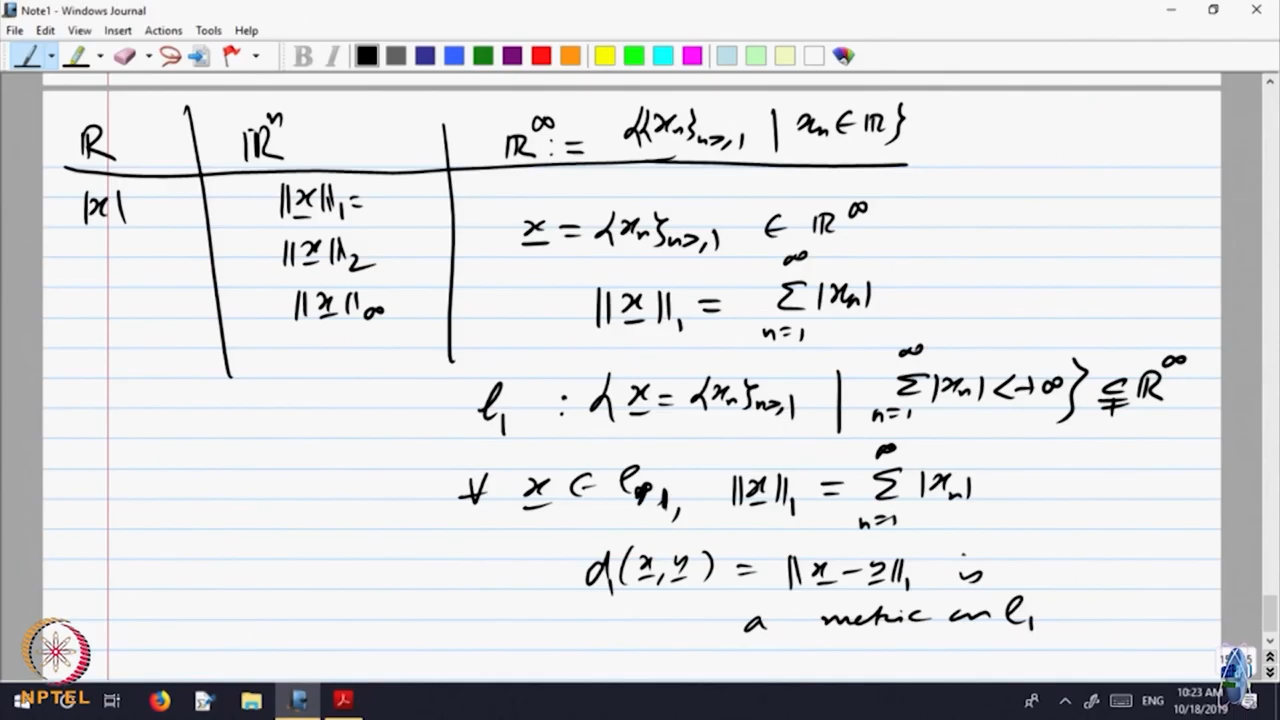 Note1 - Windows Journal
File Edit View Insert Actions Tools Help
ℝ | ℝⁿ | ℝ^∞ := {{xₙ}ₙ≥₁ | xₙ ∈ ℝ}
|x|
||x||₁ =
||x||₂
||x||∞
x = {xₙ}ₙ≥₁ ∈ ℝ^∞
||x||₁ = ∑_{n=1}^∞ |xₙ|
l₁ : {x = {xₙ}ₙ≥₁ | ∑_{n=1}^∞ |xₙ| < +∞} ⊊ ℝ^∞
∀ x ∈ l₁, ||x||₁ = ∑_{n=1}^∞ |xₙ|
d₁(x, y) = ||x − y||₁ is
a metric on l₁
NPTEL
ENG
10:23 AM
10/18/2019